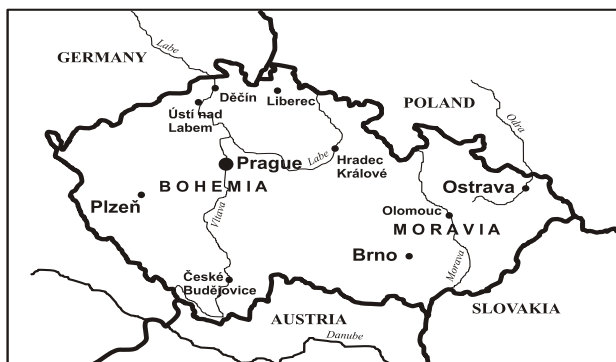 Labe
GERMANY
Děčín
Liberec
Ústí nad
Labem
POLAND
Odra
Prague
Labe
Hradec
Králové
BOHEMIA
Ostrava
Plzeň
Vltava
Olomouc
MORAVIA
Brno
Morava
České
Budějovice
SLOVAKIA
AUSTRIA
Danube